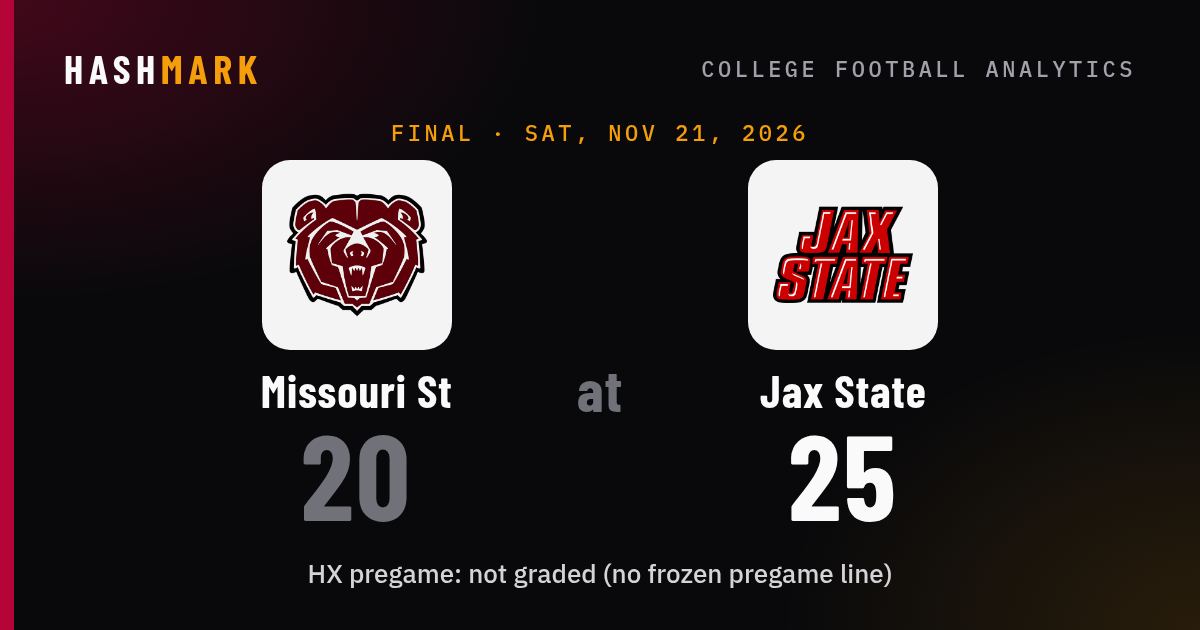 HASHMARK
COLLEGE FOOTBALL ANALYTICS
FINAL · SAT, NOV 21, 2026
JAX
STATE
Missouri St
at
Jax State
20
25
HX pregame: not graded (no frozen pregame line)